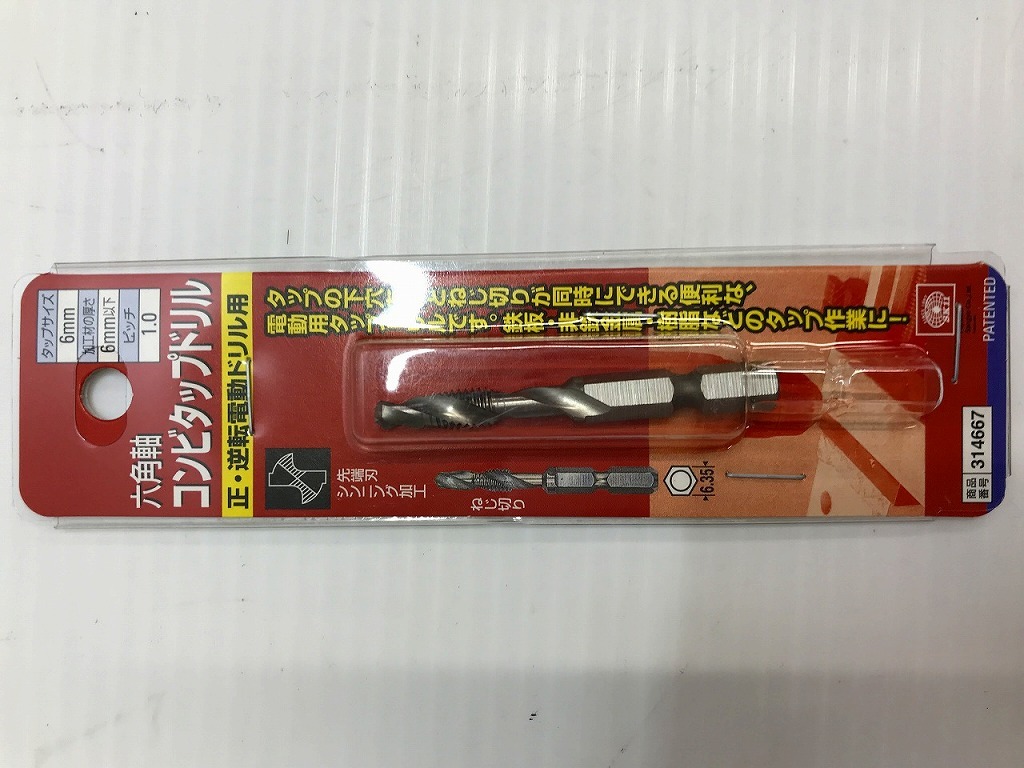 タップサイズ
6mm
加工材の厚さ
6mm以下
ピッチ
1.0
六角軸
コンビタップドリル
正・逆転電動ドリル用
タップの下穴 とねじ切りが同時にできる便利な、
電動用タップ ルです。鉄板・非鉄金属・樹脂などのタップ作業に！
先端刃
シンニング加工
ねじ切り
6.35
SK11
PATENTED
商品
番号
314667